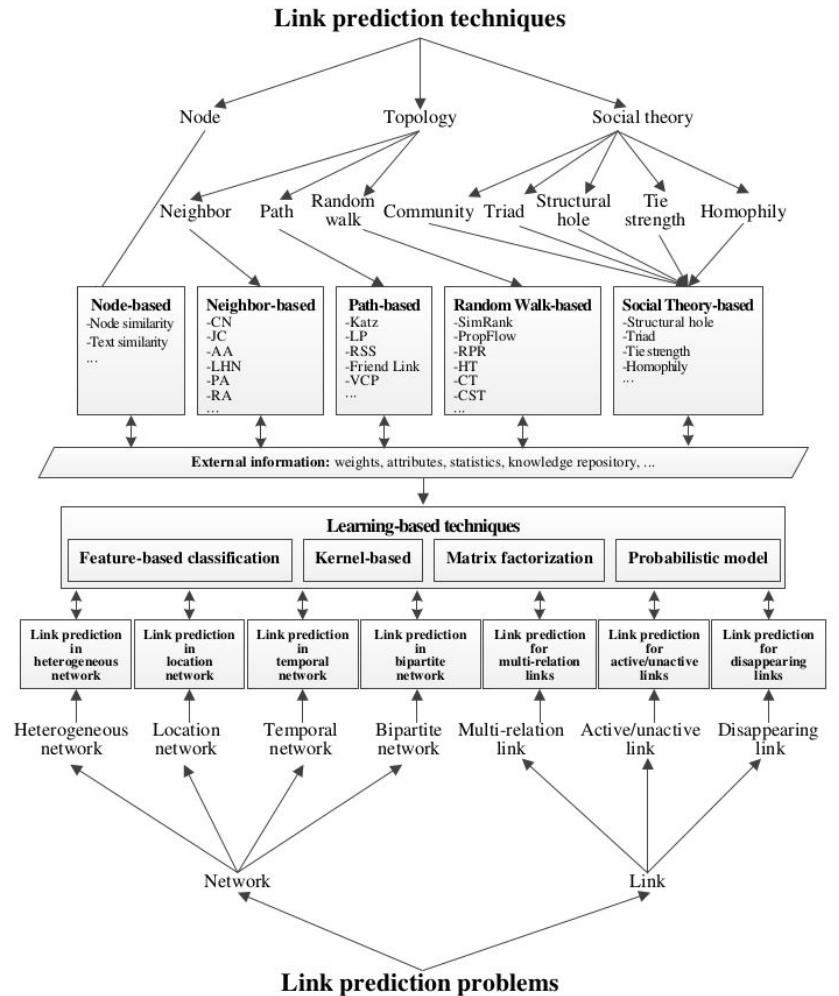 Link prediction techniques
Node
Topology
Social theory
Neighbor
Path
Random
walk
Community
Triad
Structural
hole
Tie
strength
Homophily
Node-based
-Node similarity
-Text similarity
...
Neighbor-based
-CN
-JC
-AA
-LHN
-PA
-RA
...
Path-based
-Katz
-LP
-RSS
-Friend Link
-VCP
...
Random Walk-based
-SimRank
-PropFlow
-RPR
-HT
-CT
-CST
...
Social Theory-based
-Structural hole
-Triad
-Tie strength
-Homophily
...
External information: weights, attributes, statistics, knowledge repository, ...
Learning-based techniques
Feature-based classification
Kernel-based
Matrix factorization
Probabilistic model
Link prediction
in
heterogeneous
network
Link prediction
in
location
network
Link prediction
in
temporal
network
Link prediction
in
bipartite
network
Link prediction
for
multi-relation
links
Link prediction
for
active/unactive
links
Link prediction
for
disappearing
links
Heterogeneous
network
Location
network
Temporal
network
Bipartite
network
Multi-relation
link
Active/unactive
link
Disappearing
link
Network
Link
Link prediction problems